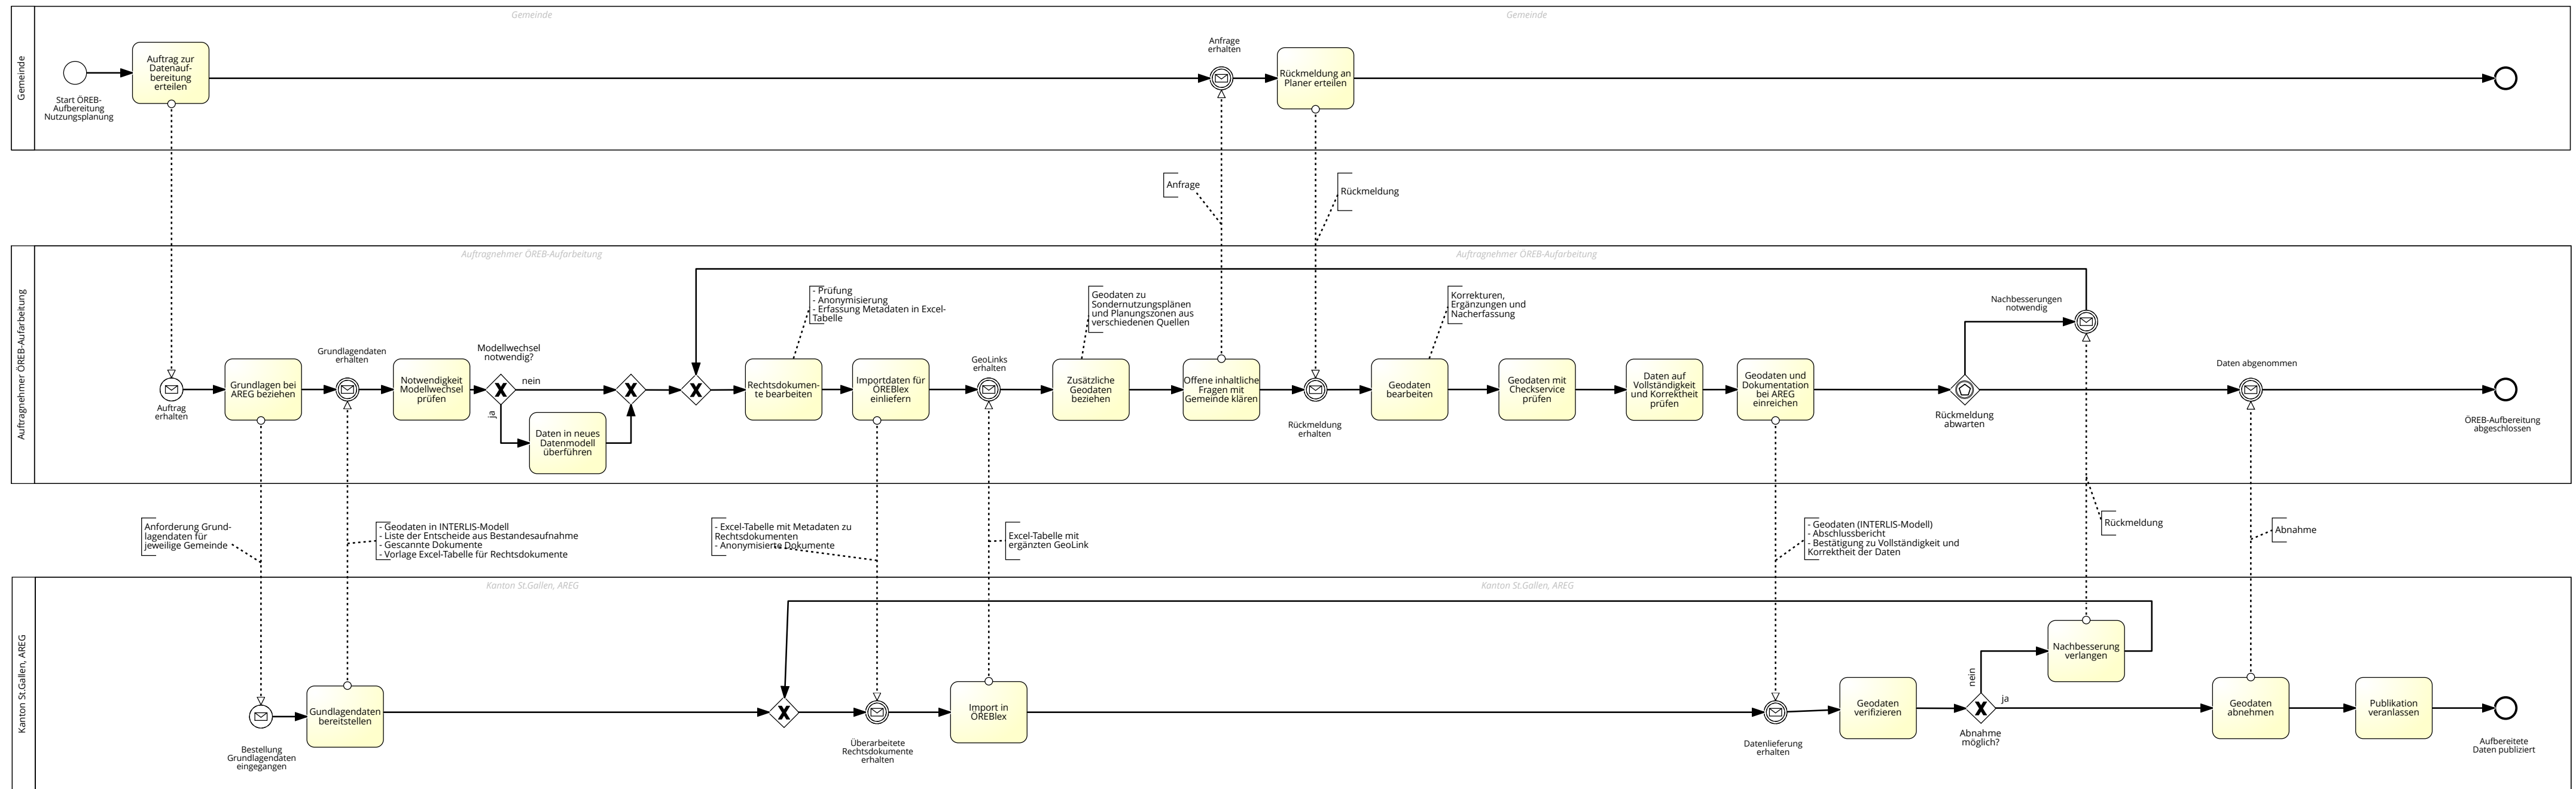 Gemeinde
Gemeinde
Gemeinde
Start ÖREB-
Aufbereitung
Nutzungsplanung
Auftrag zur
Datenauf-
bereitung
erteilen
Anfrage
erhalten
Rückmeldung an
Planer erteilen
Anfrage
Rückmeldung
Auftragnehmer ÖREB-Aufarbeitung
Auftragnehmer ÖREB-Aufarbeitung
Auftragnehmer ÖREB-Aufarbeitung
Auftrag
erhalten
Grundlagen bei
AREG beziehen
Grundlagendaten
erhalten
Notwendigkeit
Modellwechsel
prüfen
Modellwechsel
notwendig?
nein
ja
Daten in neues
Datenmodell
überführen
- Prüfung
- Anonymisierung
- Erfassung Metadaten in Excel-
Tabelle
Rechtsdokumen-
te bearbeiten
Importdaten für
ÖREBlex
einliefern
GeoLinks
erhalten
Geodaten zu
Sondernutzungsplänen
und Planungszonen aus
verschiedenen Quellen
Zusätzliche
Geodaten
beziehen
Offene inhaltliche
Fragen mit
Gemeinde klären
Rückmeldung
erhalten
Korrekturen,
Ergänzungen und
Nacherfassung
Geodaten
bearbeiten
Geodaten mit
Checkservice
prüfen
Daten auf
Vollständigkeit
und Korrektheit
prüfen
Geodaten und
Dokumentation
bei AREG
einreichen
Rückmeldung
abwarten
Nachbesserungen
notwendig
Daten abgenommen
ÖREB-Aufbereitung
abgeschlossen
Anforderung Grund-
lagendaten für
jeweilige Gemeinde
- Geodaten in INTERLIS-Modell
- Liste der Entscheide aus Bestandesaufnahme
- Gescannte Dokumente
- Vorlage Excel-Tabelle für Rechtsdokumente
- Excel-Tabelle mit Metadaten zu
Rechtsdokumenten
- Anonymisierte Dokumente
Excel-Tabelle mit
ergänzten GeoLink
- Geodaten (INTERLIS-Modell)
- Abschlussbericht
- Bestätigung zu Vollständigkeit und
Korrektheit der Daten
Rückmeldung
Abnahme
Kanton St.Gallen, AREG
Kanton St.Gallen, AREG
Kanton St.Gallen, AREG
Bestellung
Grundlagendaten
eingegangen
Gundlagendaten
bereitstellen
Überarbeitete
Rechtsdokumente
erhalten
Import in
ÖREBlex
Datenlieferung
erhalten
Geodaten
verifizieren
Abnahme
möglich?
nein
ja
Nachbesserung
verlangen
Geodaten
abnehmen
Publikation
veranlassen
Aufbereitete
Daten publiziert